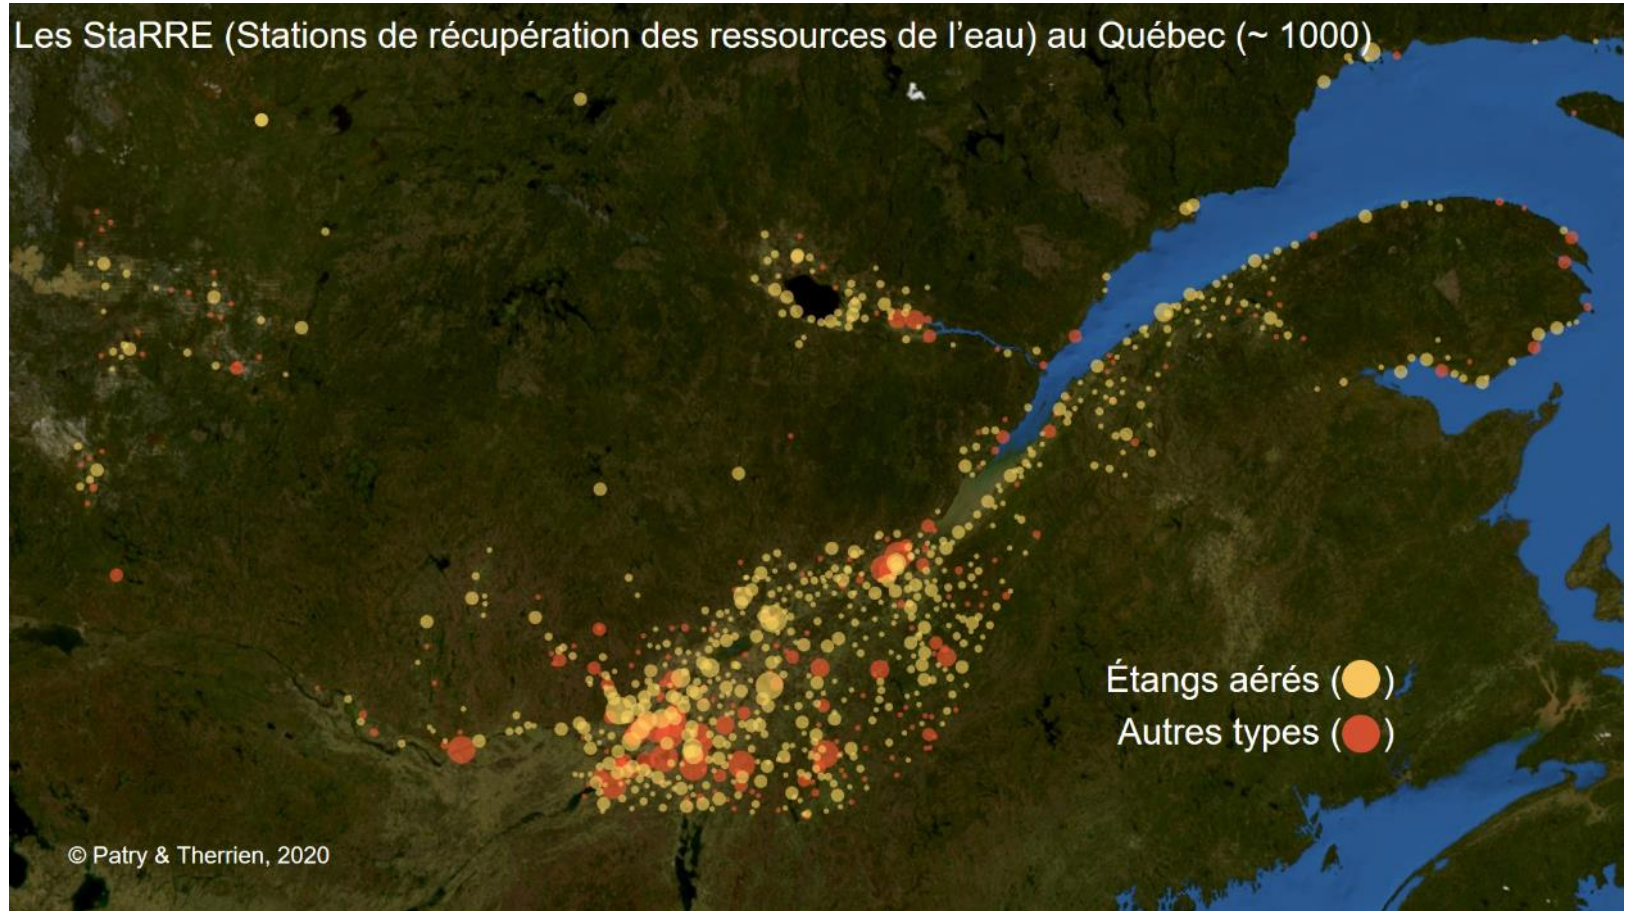 Les StaRRE (Stations de récupération des ressources de l'eau) au Québec (~ 1000)
Étangs aérés ( )
Autres types ( )
© Patry & Therrien, 2020